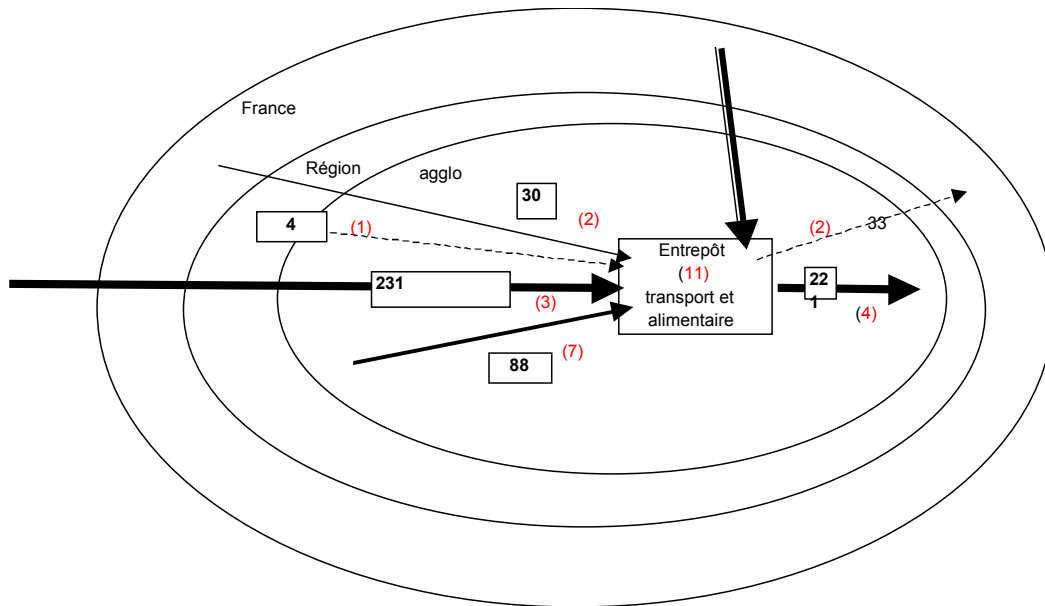 France
Région
agglo
30
4
(1)
(2)
(2)
33
Entrepôt
(11)
transport et
alimentaire
231
(3)
22
1
(4)
(7)
88